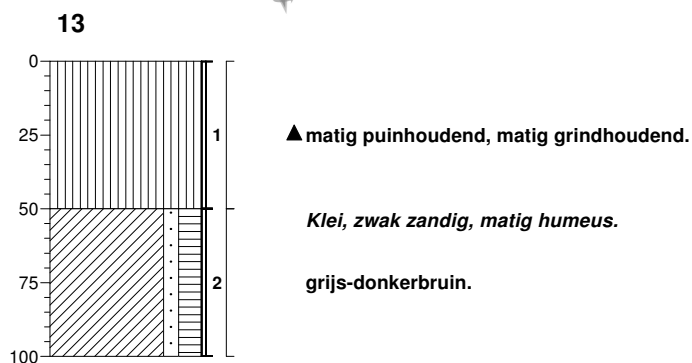 13
0
25
1
▲ matig puinhoudend, matig grindhoudend.
50
Klei, zwak zandig, matig humeus.
75
2
grijs-donkerbruin.
100